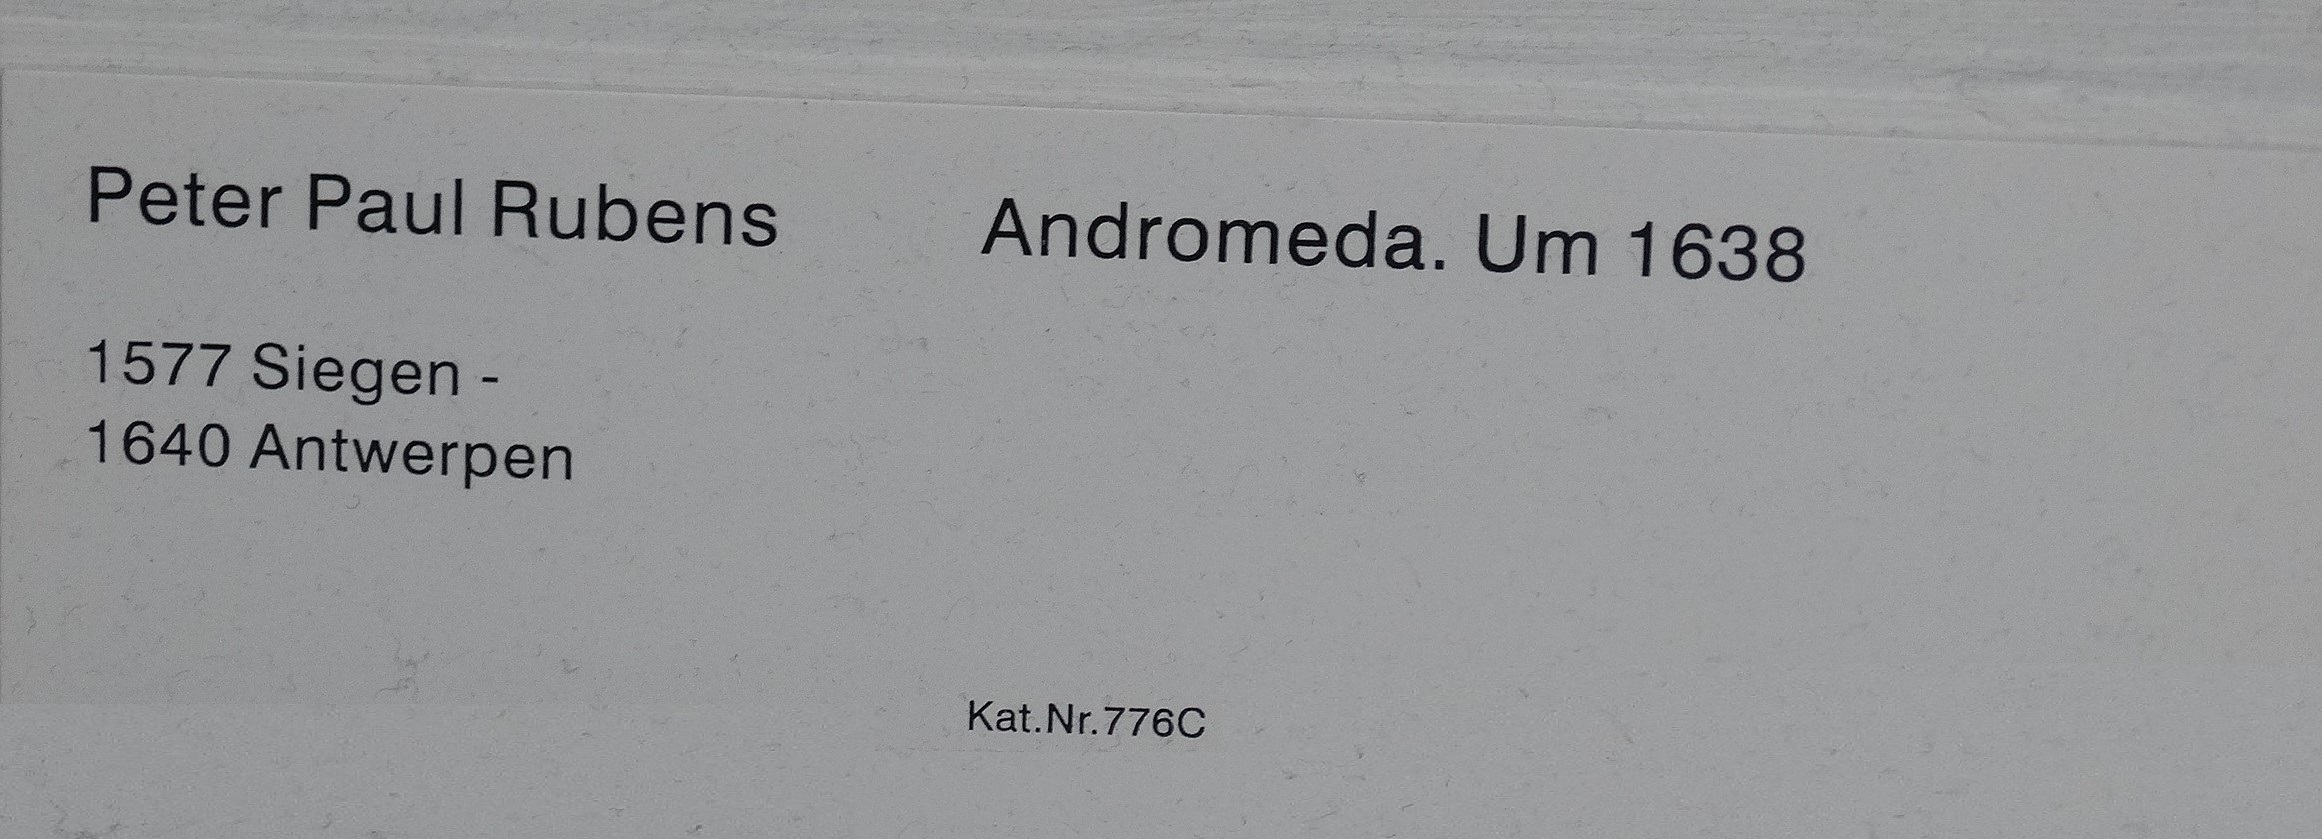 Peter Paul Rubens
1577 Siegen -
1640 Antwerpen
Andromeda. Um 1638
Kat.Nr.776C